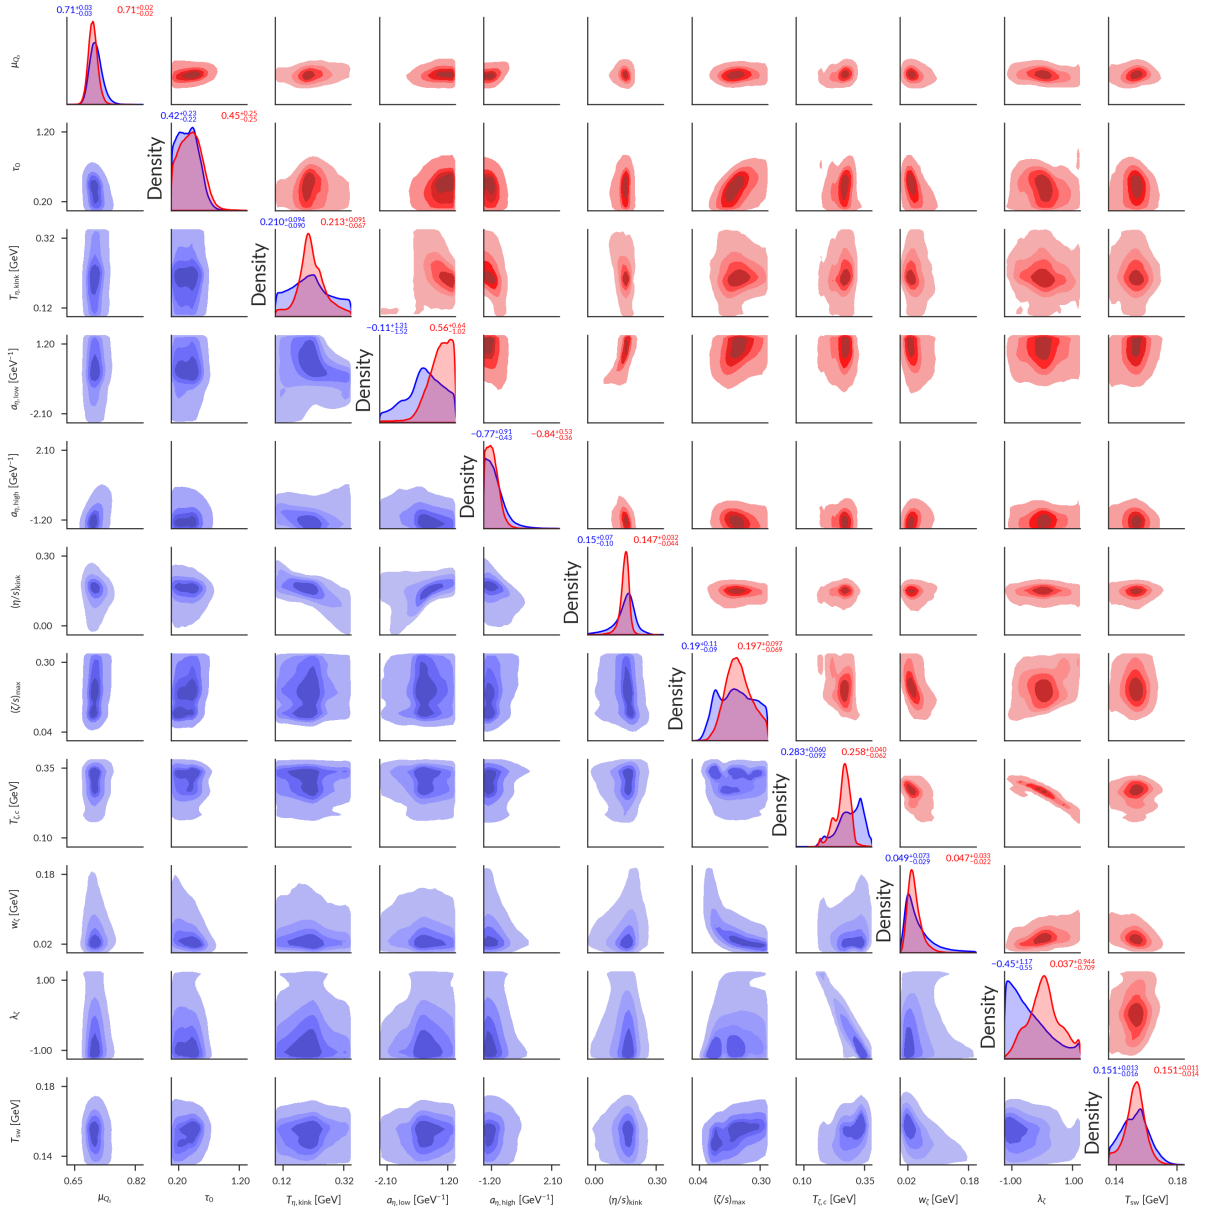 0.71+0.03−0.03 0.71+0.02−0.02
μQs
0.42+0.23−0.22 0.45+0.25−0.25
1.20
τ0
0.20
Density
0.210+0.094−0.090 0.213+0.091−0.067
0.32
Tη,kink [GeV]
0.12
Density
−0.11+1.31−1.52 0.56+0.64−1.02
1.20
aη,low [GeV−1]
-2.10
Density
−0.77+0.91−0.43 −0.84+0.53−0.36
2.10
aη,high [GeV−1]
-1.20
Density
0.15+0.07−0.10 0.147+0.032−0.044
0.30
(η/s)kink
0.00
Density
0.19+0.11−0.09 0.197+0.097−0.069
0.30
(ζ/s)max
0.04
Density
0.283+0.060−0.092 0.258+0.040−0.062
0.35
Tζ,c [GeV]
0.10
Density
0.049+0.073−0.029 0.047+0.033−0.022
0.18
wζ [GeV]
0.02
Density
−0.45+1.17−0.55 0.037+0.944−0.709
1.00
λζ
-1.00
Density
0.151+0.013−0.016 0.151+0.011−0.014
0.18
Tsw [GeV]
0.14
Density
0.65 0.80 0.20 1.20 0.12 0.32 -2.10 1.20 -1.20 2.10 0.00 0.30 0.04 0.30 0.10 0.35 0.02 0.18 -1.00 1.00 0.14 0.18
μQs τ0 Tη,kink [GeV] aη,low [GeV−1] aη,high [GeV−1] (η/s)kink (ζ/s)max Tζ,c [GeV] wζ [GeV] λζ Tsw [GeV]